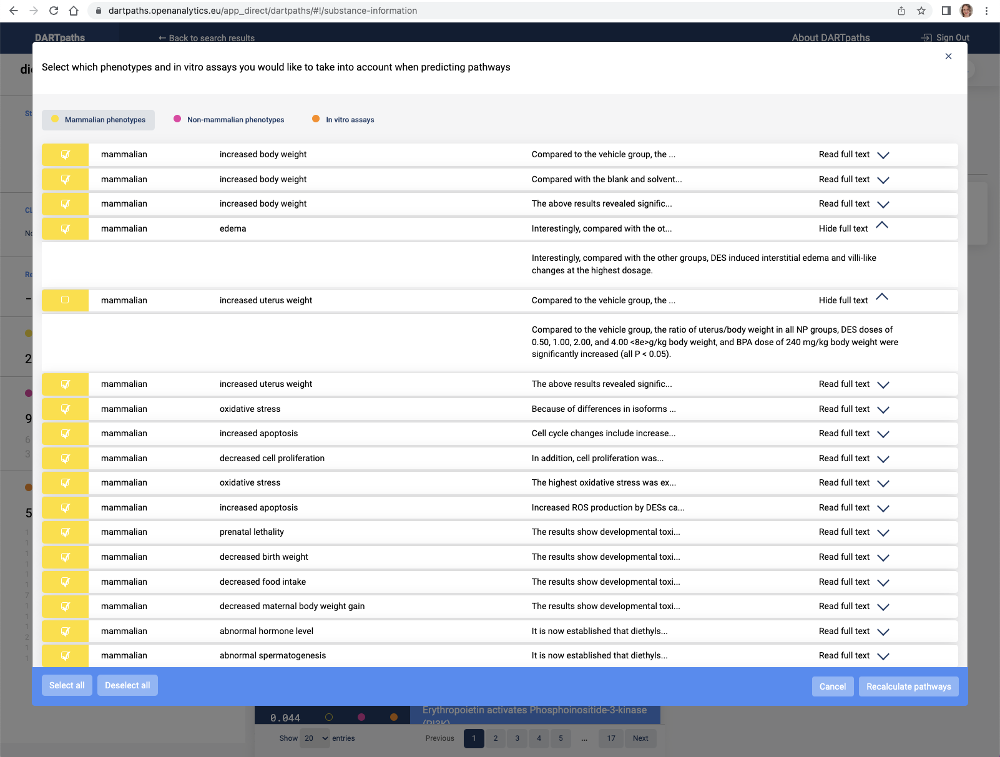 dartpaths.openanalytics.eu/app_direct/dartpaths/#!/substance-information
DARTpaths
← Back to search results
About DARTpaths
Sign Out
Select which phenotypes and in vitro assays you would like to take into account when predicting pathways
Mammalian phenotypes
Non-mammalian phenotypes
In vitro assays
mammalian increased body weight Compared to the vehicle group, the ... Read full text
mammalian increased body weight Compared with the blank and solvent... Read full text
mammalian increased body weight The above results revealed signific... Read full text
mammalian edema Interestingly, compared with the ot... Hide full text
Interestingly, compared with the other groups, DES induced interstitial edema and villi-like
changes at the highest dosage.
mammalian increased uterus weight Compared to the vehicle group, the ... Hide full text
Compared to the vehicle group, the ratio of uterus/body weight in all NP groups, DES doses of
0.50, 1.00, 2.00, and 4.00 <8e>g/kg body weight, and BPA dose of 240 mg/kg body weight were
significantly increased (all P < 0.05).
mammalian increased uterus weight The above results revealed signific... Read full text
mammalian oxidative stress Because of differences in isoforms ... Read full text
mammalian increased apoptosis Cell cycle changes include increase... Read full text
mammalian decreased cell proliferation In addition, cell proliferation was... Read full text
mammalian oxidative stress The highest oxidative stress was ex... Read full text
mammalian increased apoptosis Increased ROS production by DESs ca... Read full text
mammalian prenatal lethality The results show developmental toxi... Read full text
mammalian decreased birth weight The results show developmental toxi... Read full text
mammalian decreased food intake The results show developmental toxi... Read full text
mammalian decreased maternal body weight gain The results show developmental toxi... Read full text
mammalian abnormal hormone level It is now established that diethyls... Read full text
mammalian abnormal spermatogenesis It is now established that diethyls... Read full text
Select all
Deselect all
Cancel
Recalculate pathways
0.044
Erythropoietin activates Phosphoinositide-3-kinase
(PI3K)
Show 20 entries
Previous 1 2 3 4 5 ... 17 Next